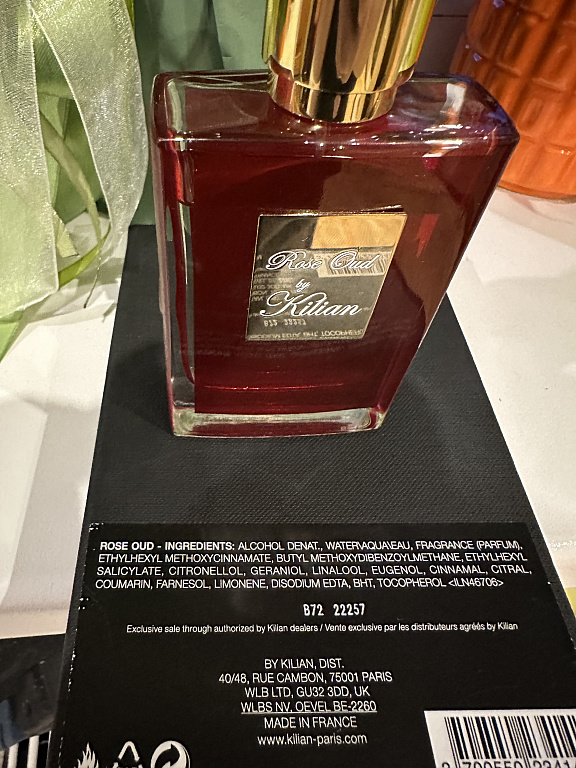 Rose Oud
by
Kilian
ROSE OUD - INGREDIENTS: ALCOHOL DENAT., WATER\AQUA\EAU, FRAGRANCE (PARFUM),
ETHYLHEXYL METHOXYCINNAMATE, BUTYL METHOXYDIBENZOYLMETHANE, ETHYLHEXYL
SALICYLATE, CITRONELLOL, GERANIOL, LINALOOL, EUGENOL, CINNAMAL, CITRAL,
COUMARIN, FARNESOL, LIMONENE, DISODIUM EDTA, BHT, TOCOPHEROL <ILN46706>
B72 22257
Exclusive sale through authorized by Kilian dealers / Vente exclusive par les distributeurs agréés by Kilian
BY KILIAN, DIST.
40/48, RUE CAMBON, 75001 PARIS
WLB LTD, GU32 3DD, UK
WLBS NV, OEVEL BE-2260
MADE IN FRANCE
www.kilian-paris.com